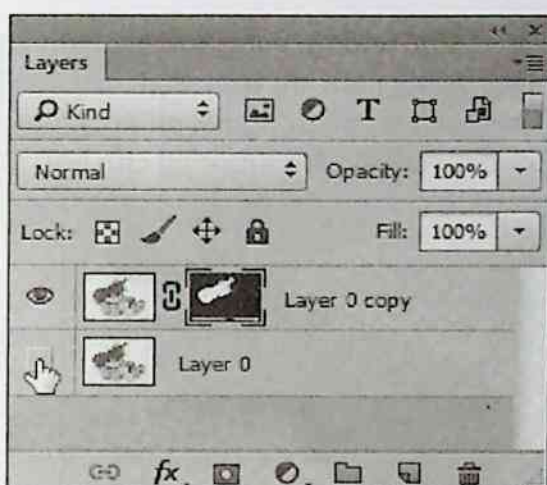 Layers
Kind
T
Normal Opacity: 100%
Lock: Fill: 100%
Layer 0 copy
Layer 0
fx.